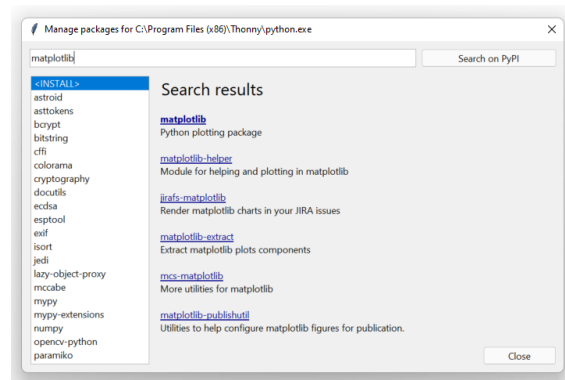 Manage packages for C:\Program Files (x86)\Thonny\python.exe
matplotlib
Search on PyPI
<INSTALL>
astroid
asttokens
bcrypt
bitstring
cffi
colorama
cryptography
docutils
ecdsa
esptool
exif
isort
jedi
lazy-object-proxy
mccabe
mypy
mypy-extensions
numpy
opencv-python
paramiko
Search results
matplotlib
Python plotting package
matplotlib-helper
Module for helping and plotting in matplotlib
jirafs-matplotlib
Render matplotlib charts in your JIRA issues
matplotlib-extract
Extract matplotlib plots components
mcs-matplotlib
More utilities for matplotlib
matplotlib-publishutil
Utilities to help configure matplotlib figures for publication.
Close